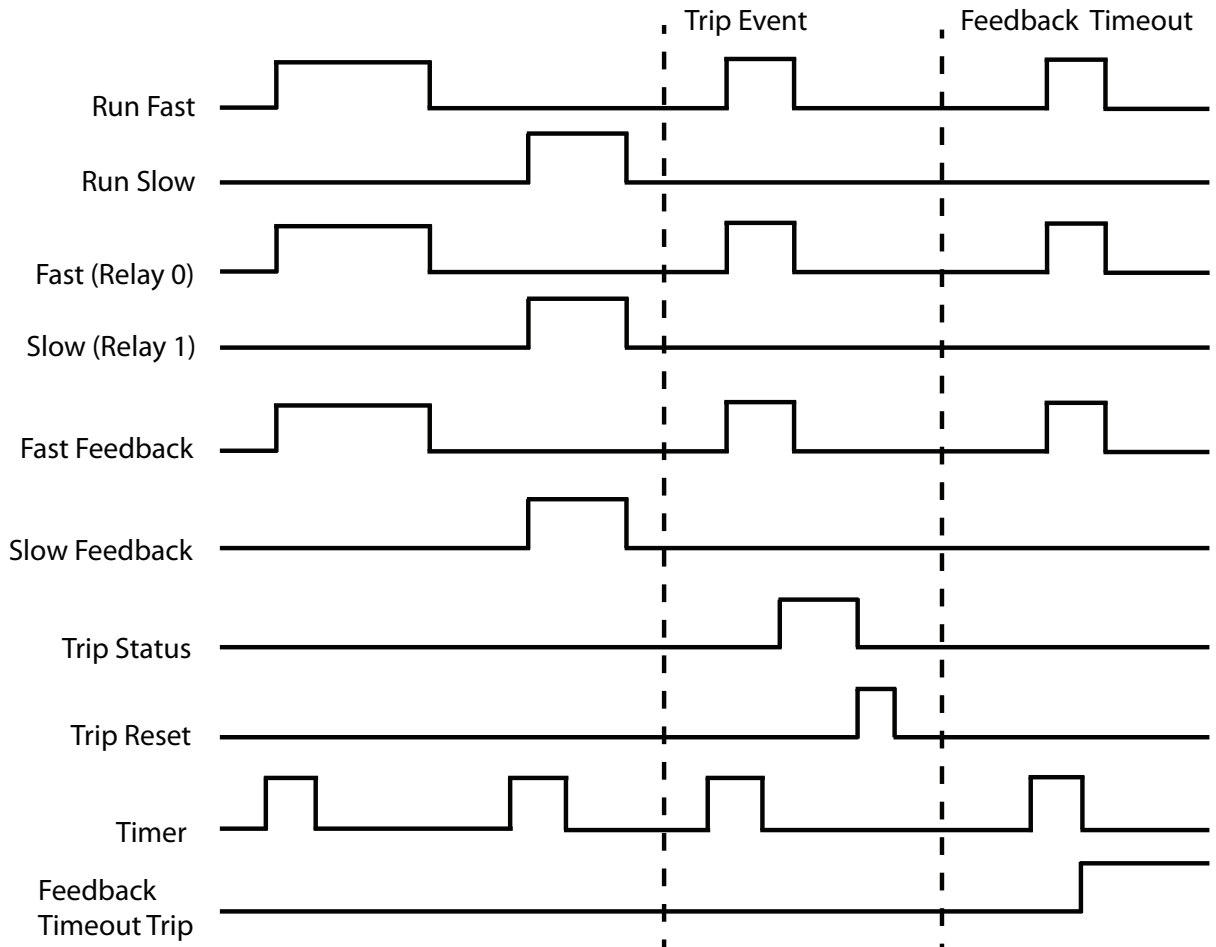 Trip Event
Feedback Timeout
Run Fast
Run Slow
Fast (Relay 0)
Slow (Relay 1)
Fast Feedback
Slow Feedback
Trip Status
Trip Reset
Timer
Feedback
Timeout Trip